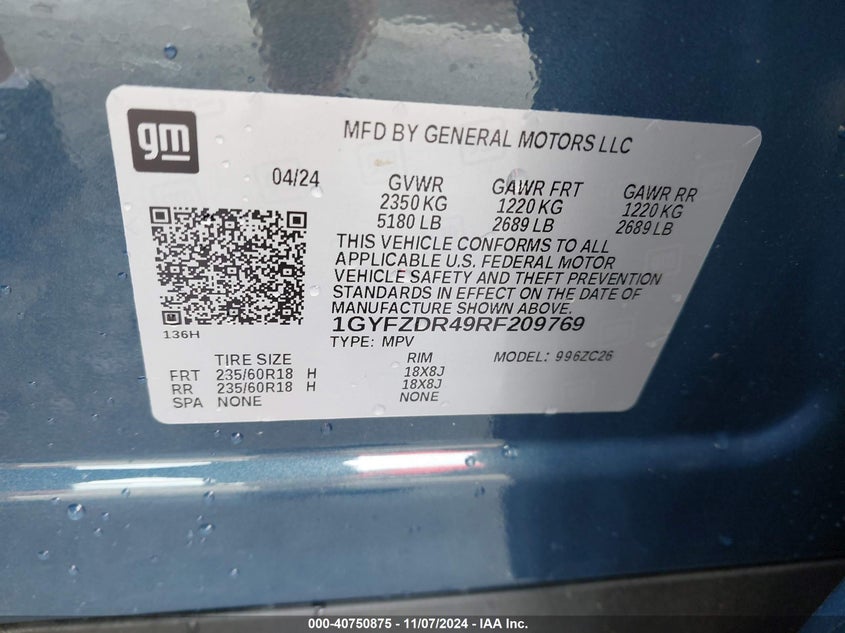 gm
MFD BY GENERAL MOTORS LLC
04/24
GVWR GAWR FRT GAWR RR
2350 KG 1220 KG 1220 KG
5180 LB 2689 LB 2689 LB
THIS VEHICLE CONFORMS TO ALL
APPLICABLE U.S. FEDERAL MOTOR
VEHICLE SAFETY AND THEFT PREVENTION
STANDARDS IN EFFECT ON THE DATE OF
MANUFACTURE SHOWN ABOVE.
136H
1GYFZDR49RF209769
TYPE: MPV
TIRE SIZE RIM MODEL: 996ZC26
FRT 235/60R18 H 18X8J
RR 235/60R18 H 18X8J
SPA NONE NONE
000-40750875 - 11/07/2024 - IAA Inc.